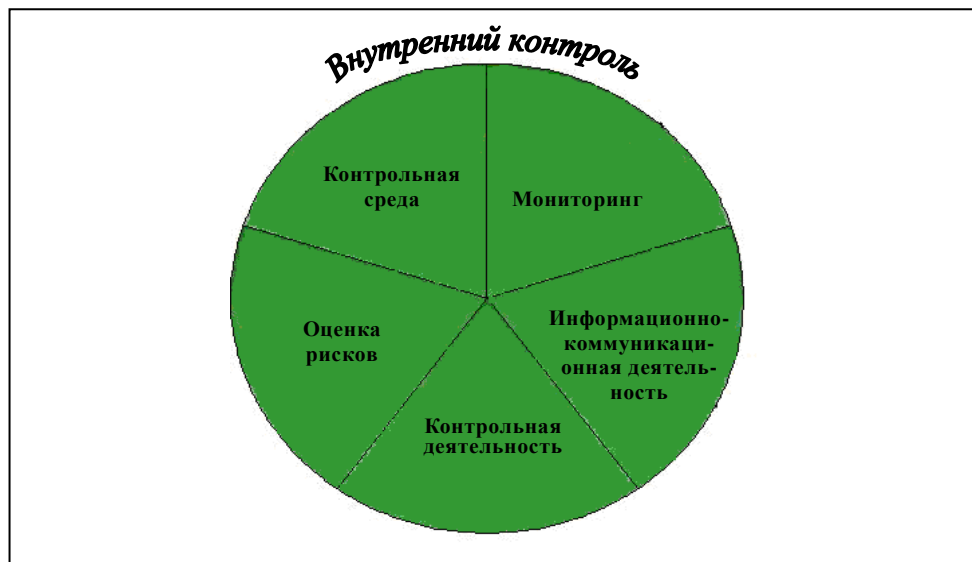 Внутренний контроль
Контрольная
среда
Мониторинг
Оценка
рисков
Информационно-
коммуникаци-
онная деятель-
ность
Контрольная
деятельность